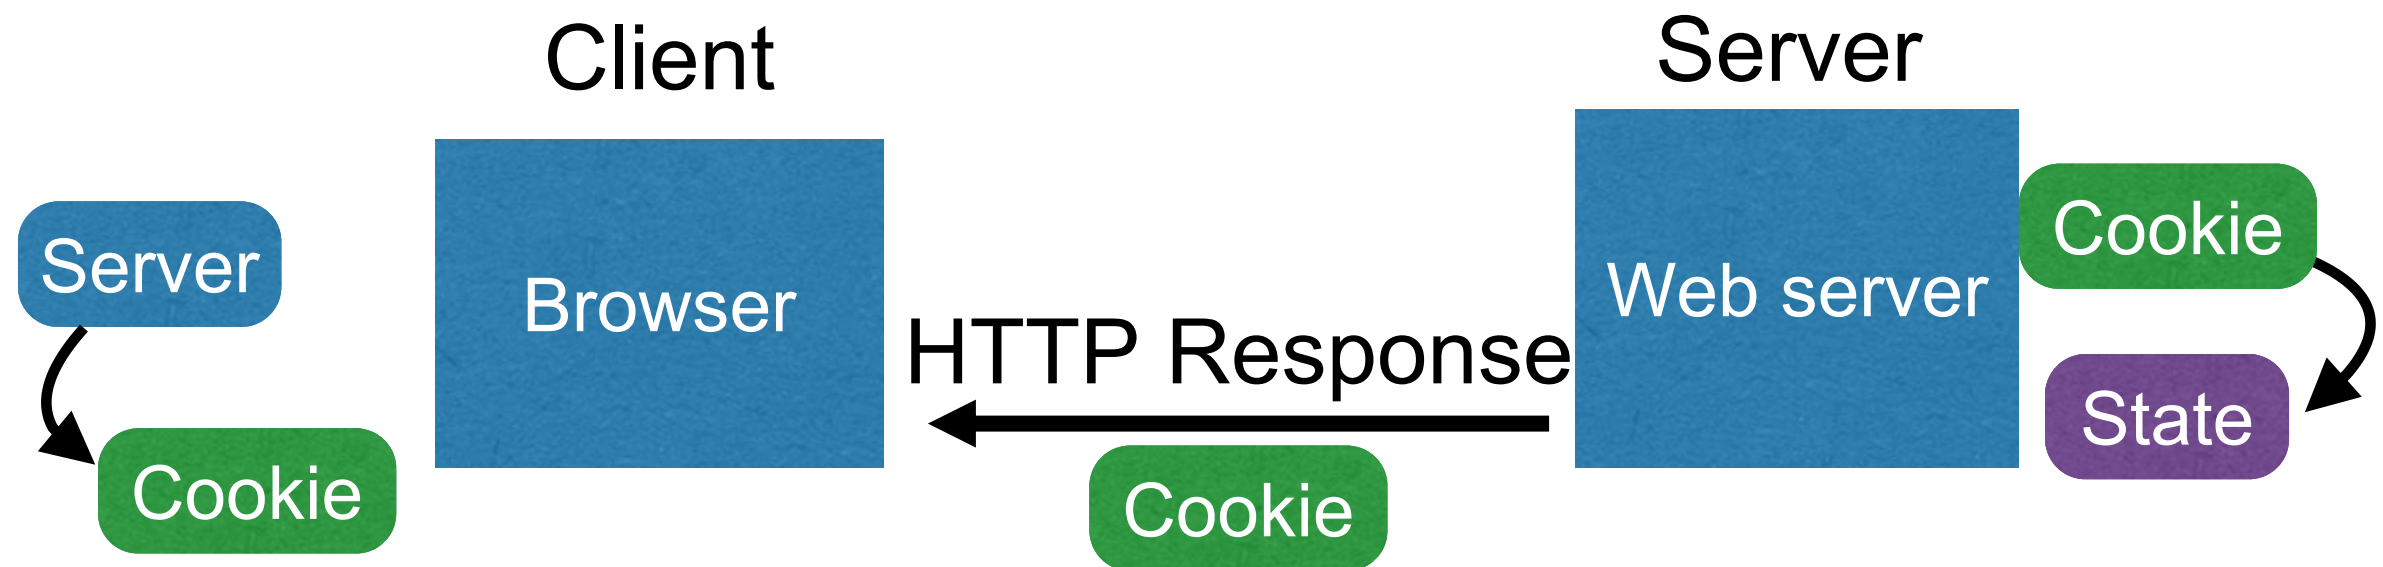 Client
Server
Server
Cookie
Browser
HTTP Response
Cookie
Web server
Cookie
State